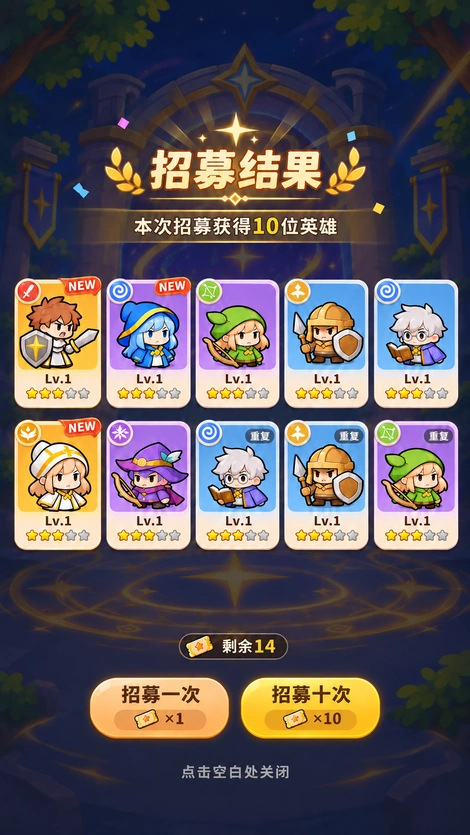 招募结果
本次招募获得10位英雄
NEW
NEW
Lv.1
Lv.1
Lv.1
Lv.1
Lv.1
NEW
重复
重复
重复
Lv.1
Lv.1
Lv.1
Lv.1
Lv.1
剩余14
招募一次
招募十次
×1
×10
点击空白处关闭